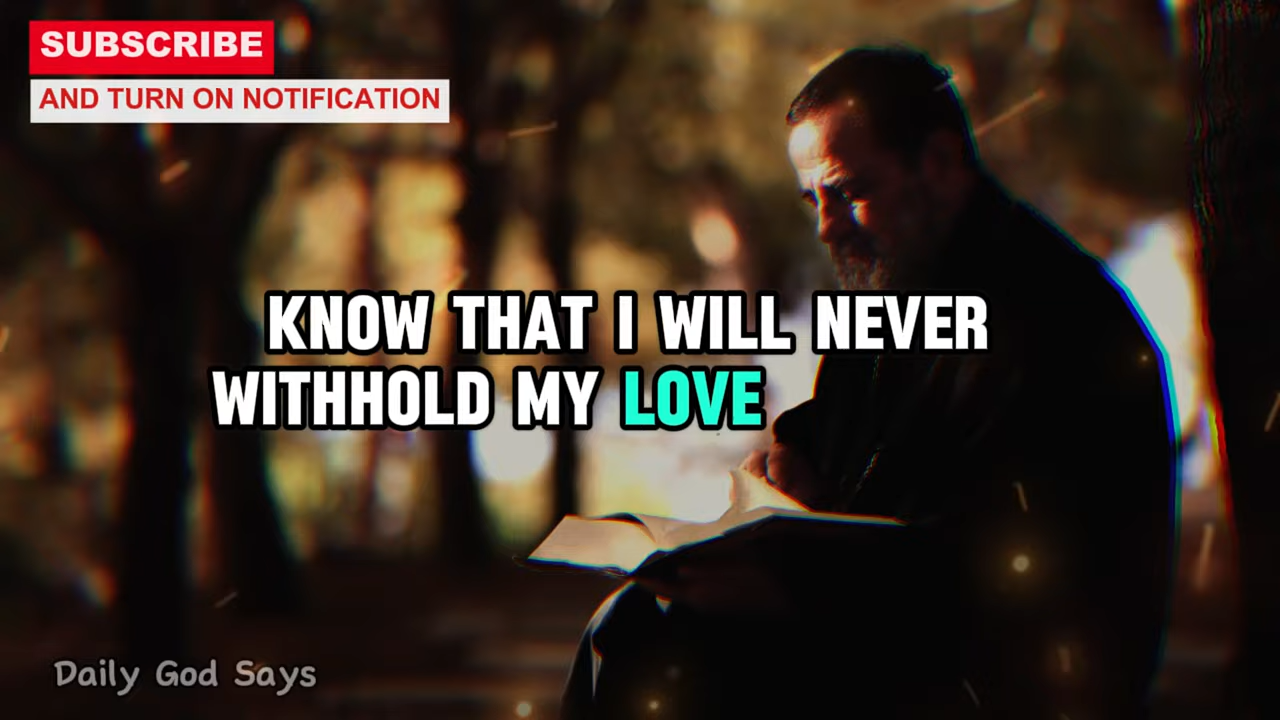 SUBSCRIBE
AND TURN ON NOTIFICATION
KNOW THAT I WILL NEVER
WITHHOLD MY LOVE
Daily God Says